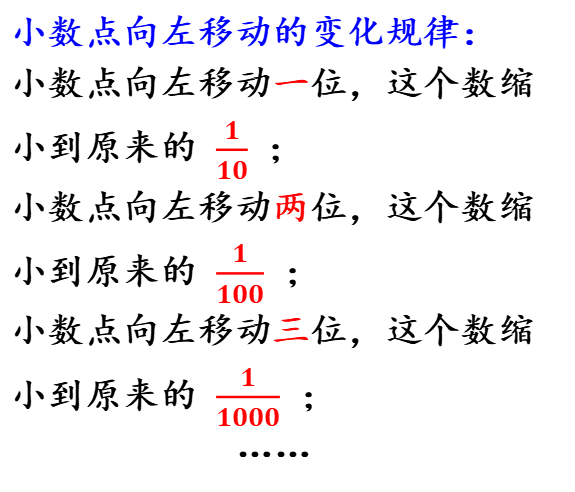 小数点向左移动的变化规律：
小数点向左移动一位，这个数缩
小到原来的 1/10 ；
小数点向左移动两位，这个数缩
小到原来的 1/100 ；
小数点向左移动三位，这个数缩
小到原来的 1/1000 ；
……